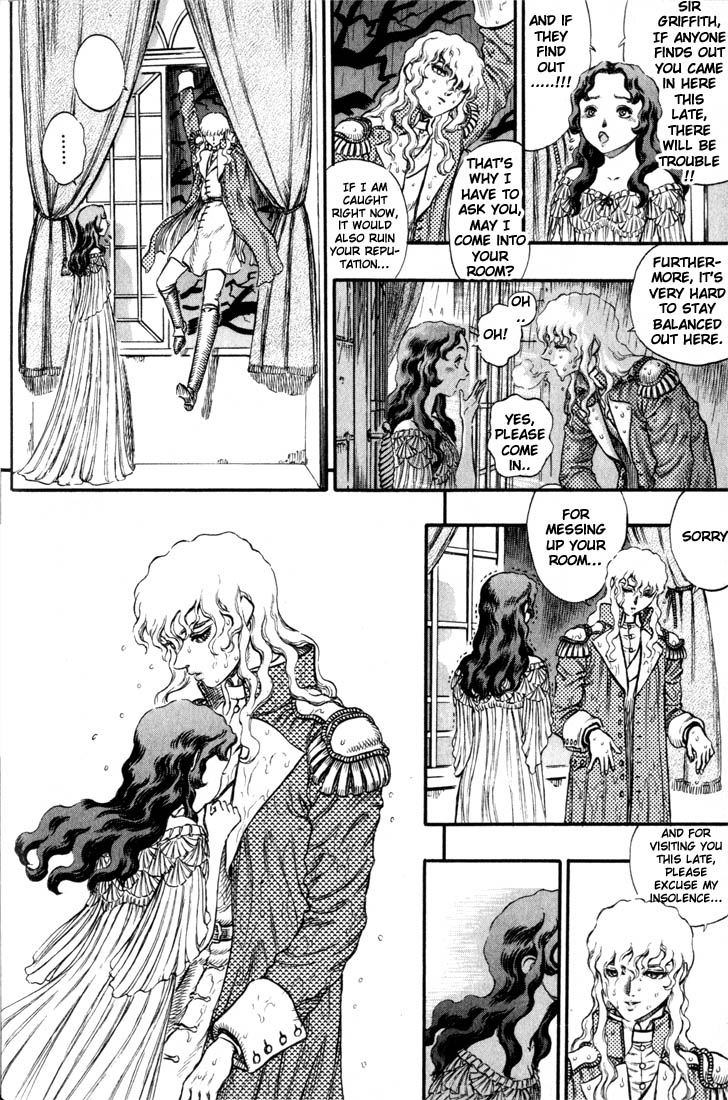 SIR
GRIFFITH,
IF ANYONE
FINDS OUT
YOU CAME
IN HERE
THIS
LATE,
THERE
WILL BE
TROUBLE
!!
AND IF
THEY
FIND
OUT
.....!!!
THAT'S
WHY I
HAVE TO
ASK YOU,
MAY I
COME INTO
YOUR
ROOM?
IF I AM
CAUGHT
RIGHT NOW,
IT WOULD
ALSO RUIN
YOUR REPU-
TATION...
FURTHER-
MORE, IT'S
VERY HARD
TO STAY
BALANCED
OUT HERE.
OH
..
OH!
YES,
PLEASE
COME
IN..
......
SORRY
FOR
MESSING
UP YOUR
ROOM...
AND FOR
VISITING YOU
THIS LATE,
PLEASE
EXCUSE MY
INSOLENCE...